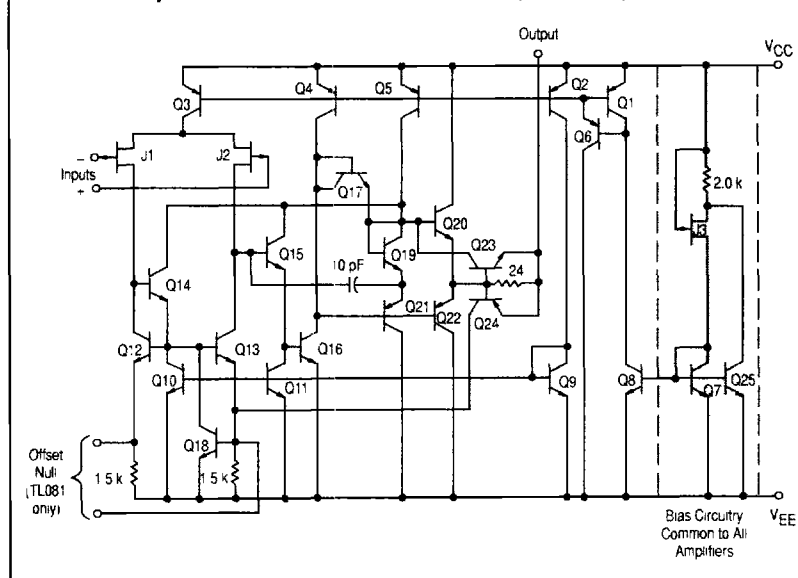 Output
VCC
Q3
Q4
Q5
Q2
Q1
Q6
− J1
J2
Inputs
+
Q17
2.0 k
Q20
J3
Q15
Q19
Q23
10 pF
24
Q14
Q21
Q22
Q24
Q12
Q13
Q16
Q10
Q11
Q9
Q8
Q7
Q25
Q18
Offset
Null
(TL081
only)
1 5 k
1 5 k
VEE
Bias Circuitry
Common to All
Amplifiers